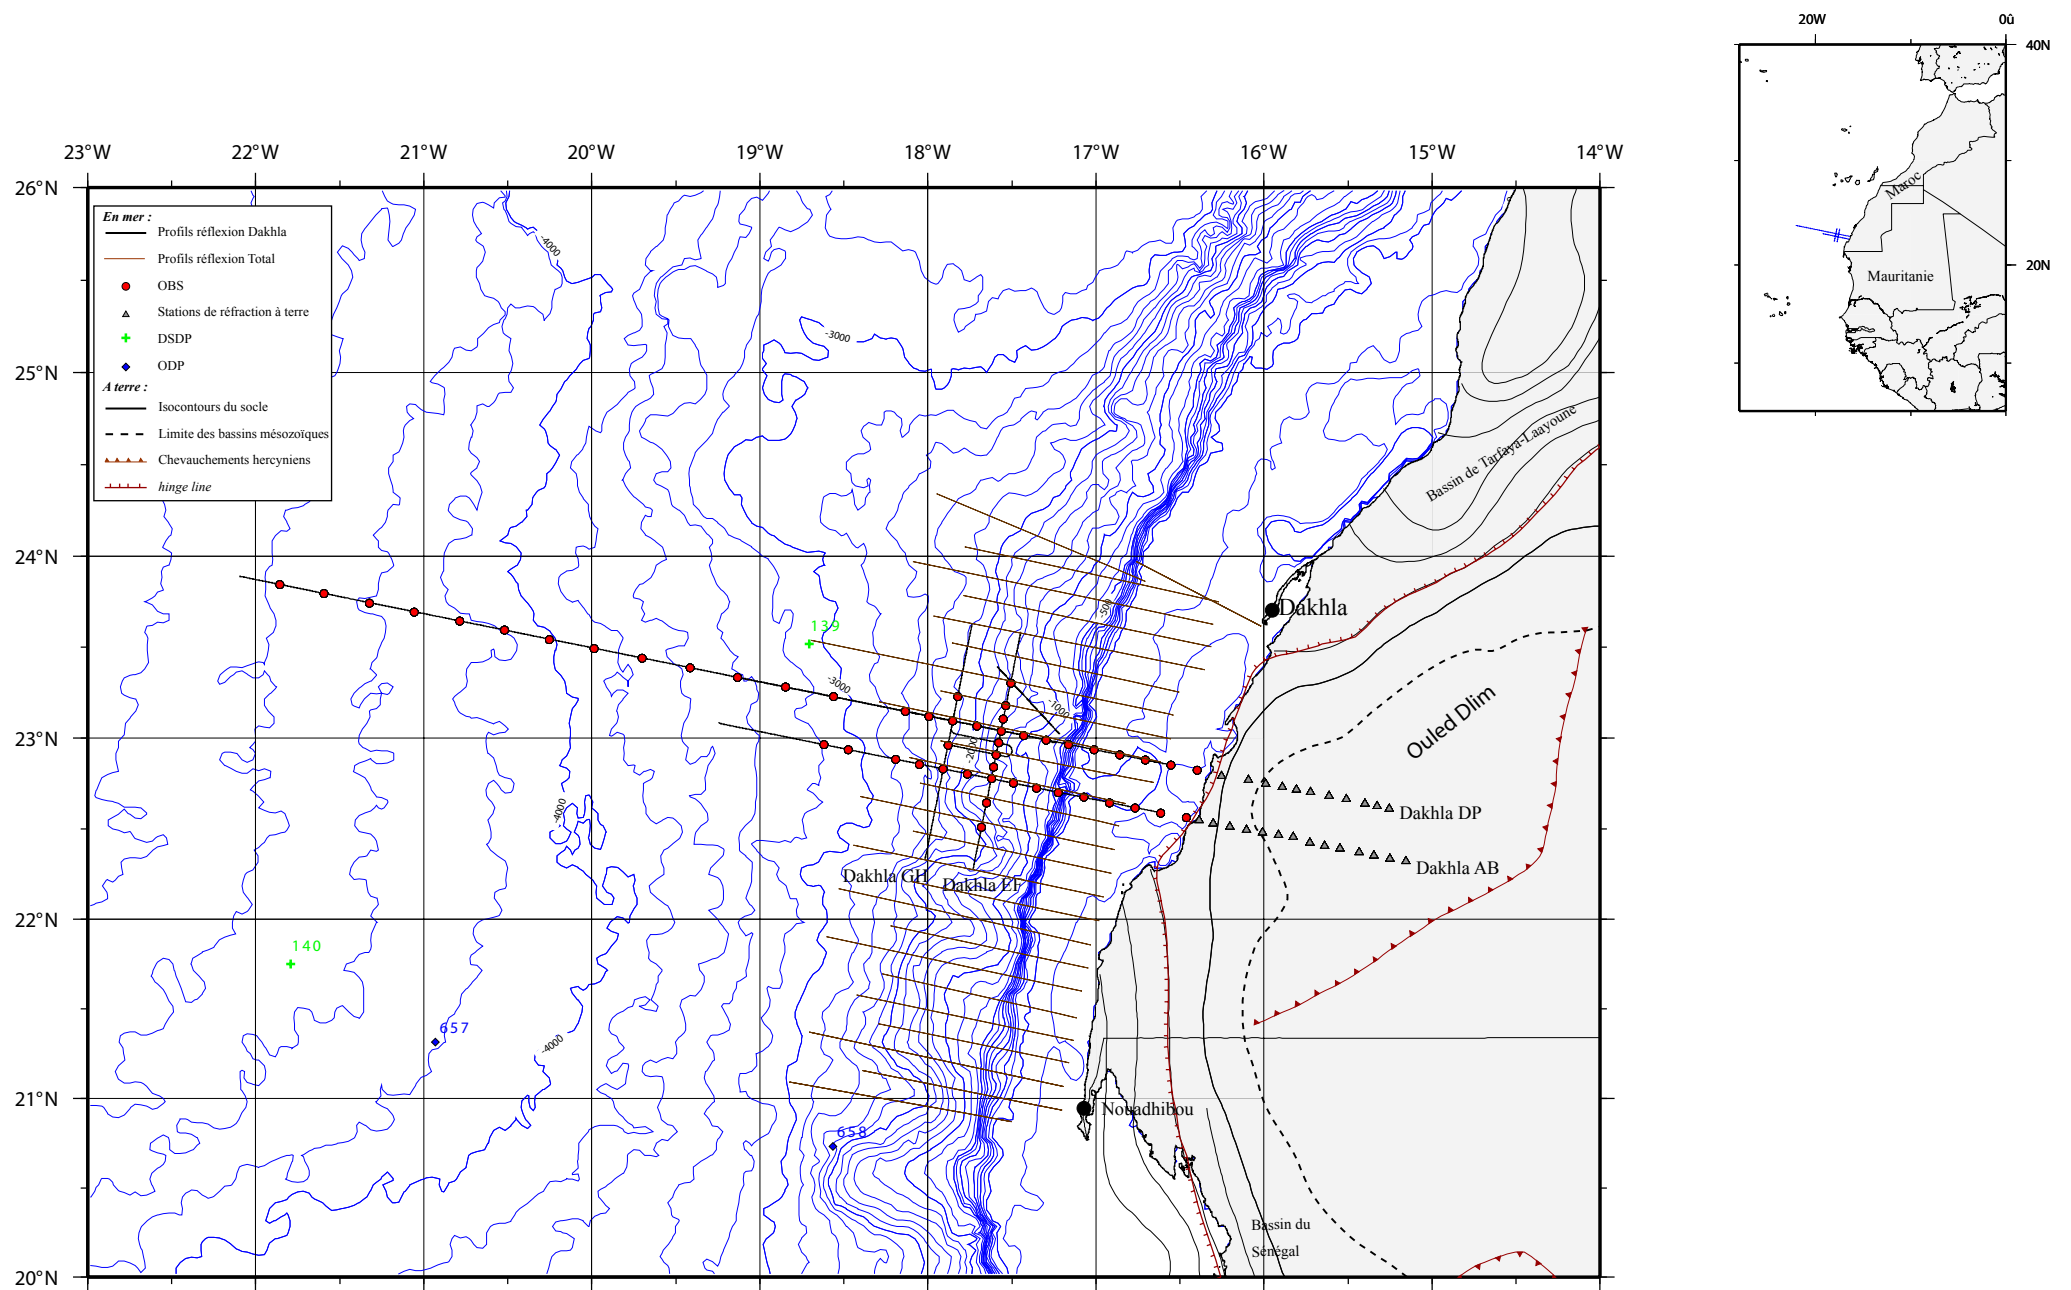 20W
0û
40N
20N
Maroc
Mauritanie
23°W
22°W
21°W
20°W
19°W
18°W
17°W
16°W
15°W
14°W
26°N
25°N
24°N
23°N
22°N
21°N
20°N
En mer :
Profils réflexion Dakhla
Profils réflexion Total
OBS
Stations de réfraction à terre
DSDP
ODP
A terre :
Isocontours du socle
Limite des bassins mésozoïques
Chevauchements hercyniens
hinge line
-4000
-3000
Bassin de Tarfaya-Laayoune
-500
Dakhla
139
-3000
-1000
Ouled Dlim
-2000
-4000
Dakhla DP
Dakhla AB
Dakhla GH
Dakhla EF
140
657
-4000
Nouadhibou
658
Bassin du
Sénégal